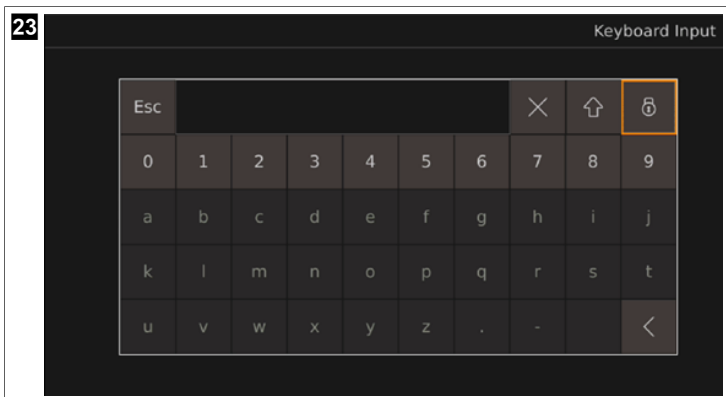 23
Keyboard Input
Esc
0 1 2 3 4 5 6 7 8 9
a b c d e f g h i j
k l m n o p q r s t
u v w x y z . -